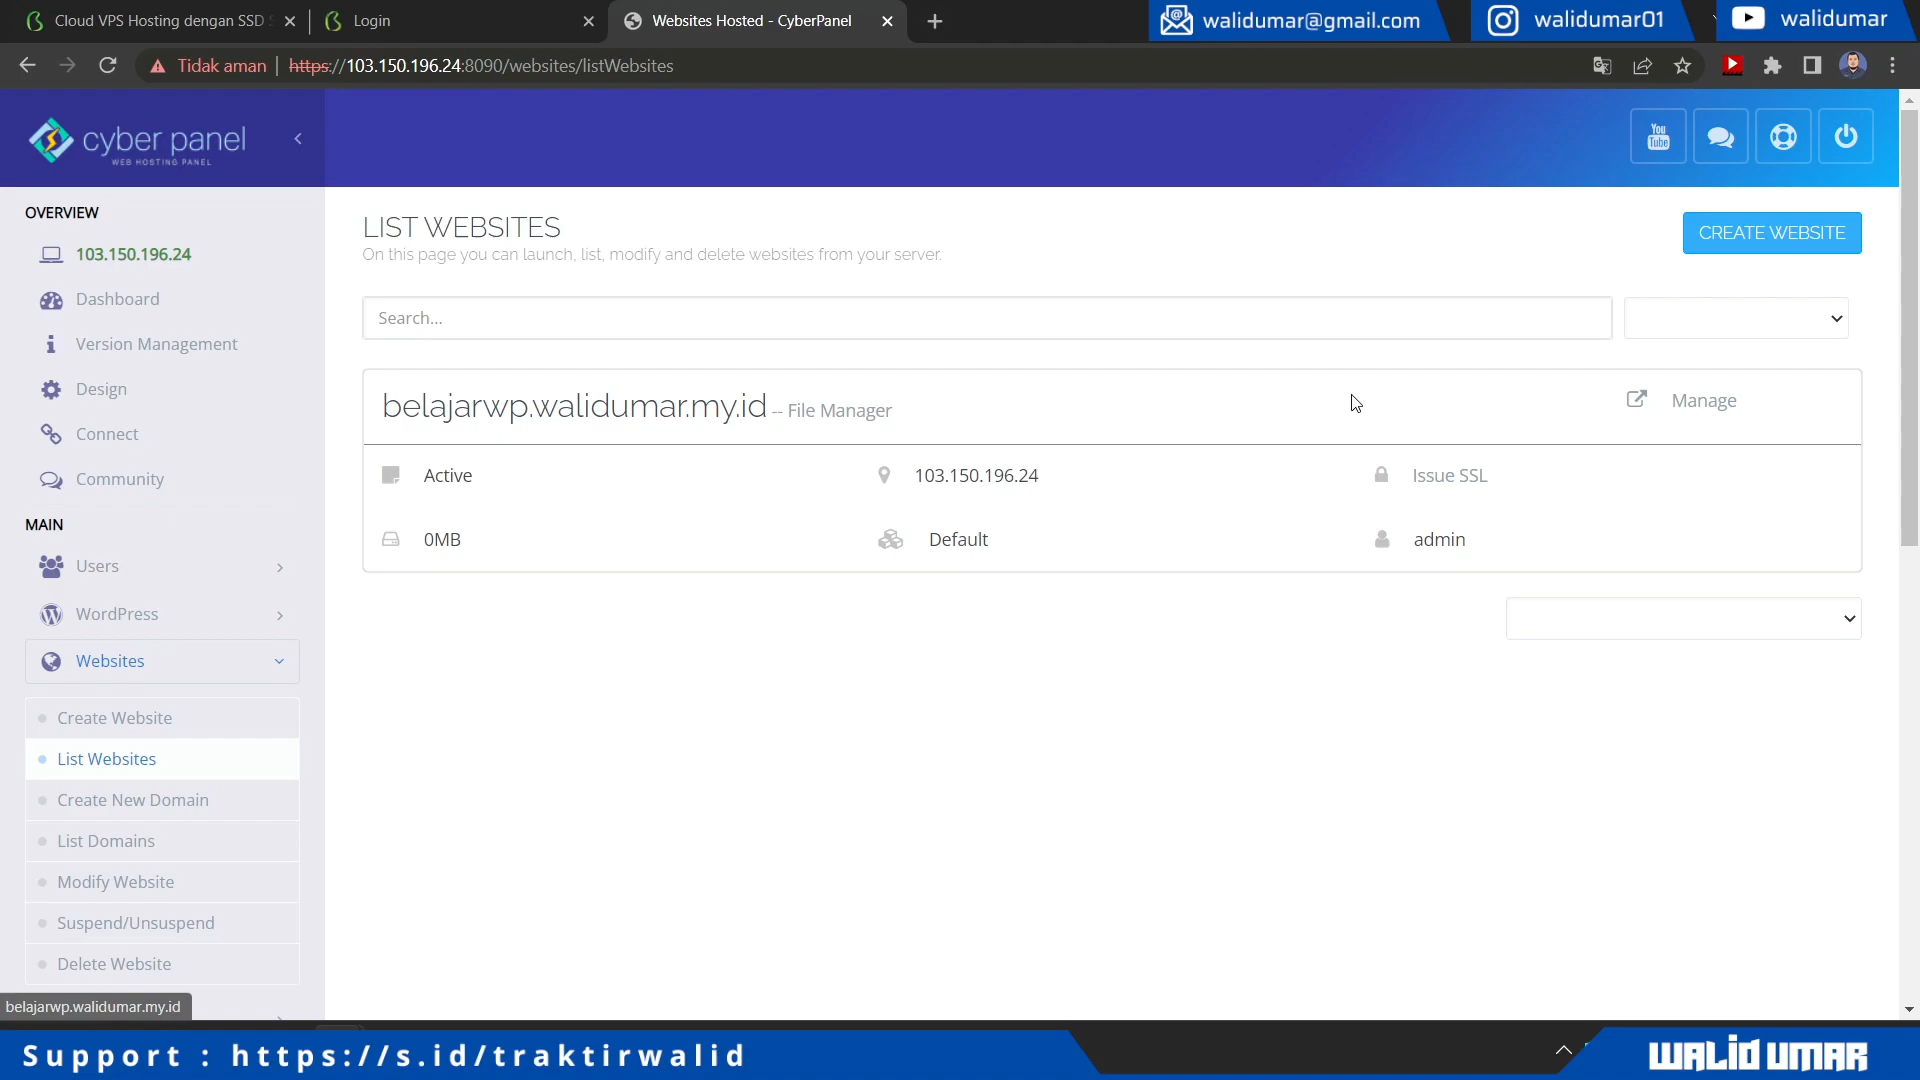 Cloud VPS Hosting dengan SSD
Login
Websites Hosted - CyberPanel
walidumar@gmail.com
walidumar01
walidumar
Tidak aman
https://103.150.196.24:8090/websites/listWebsites
cyber panel
WEB HOSTING PANEL
You
Tube
OVERVIEW
103.150.196.24
Dashboard
Version Management
Design
Connect
Community
MAIN
Users
WordPress
Websites
Create Website
List Websites
Create New Domain
List Domains
Modify Website
Suspend/Unsuspend
Delete Website
LIST WEBSITES
On this page you can launch, list, modify and delete websites from your server.
CREATE WEBSITE
Search...
belajarwp.walidumar.my.id -- File Manager
Manage
Active
103.150.196.24
Issue SSL
0MB
Default
admin
belajarwp.walidumar.my.id
Support : https://s.id/traktirwalid
WALID UMAR